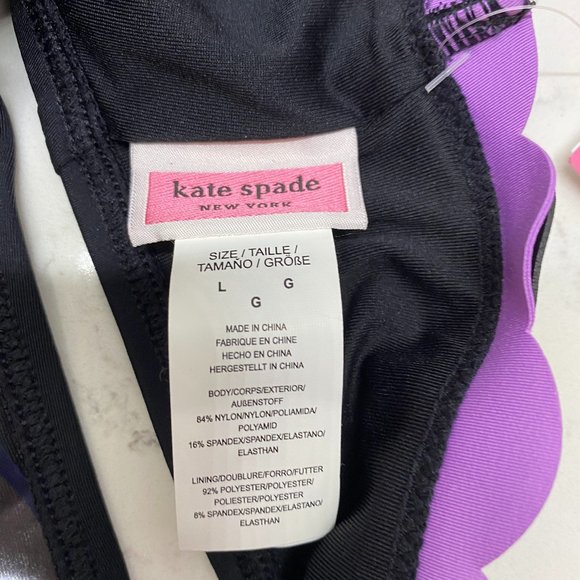 kate spade
NEW YORK
SIZE / TAILLE /
TAMAÑO / GRÖßE
L G
G
MADE IN CHINA
FABRIQUE EN CHINE
HECHO EN CHINA
HERGESTELLT IN CHINA
BODY/CORPS/EXTERIOR/
AUßENSTOFF
84% NYLON/NYLON/POLIAMIDA/
POLYAMID
16% SPANDEX/SPANDEX/ELASTANO/
ELASTHAN
LINING/DOUBLURE/FORRO/FUTTER
92% POLYESTER/POLYESTER/
POLIESTER/POLYESTER
8% SPANDEX/SPANDEX/ELASTANO/
ELASTHAN